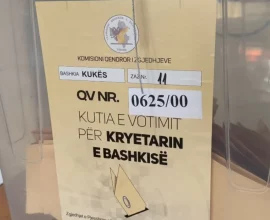 KOMISIONI QENDROR I ZGJEDHJEVE
BASHKIA KUKËS ZAZ Nr. 11
QV NR. 0625/00
KUTIA E VOTIMIT
PËR KRYETARIN
E BASHKISË